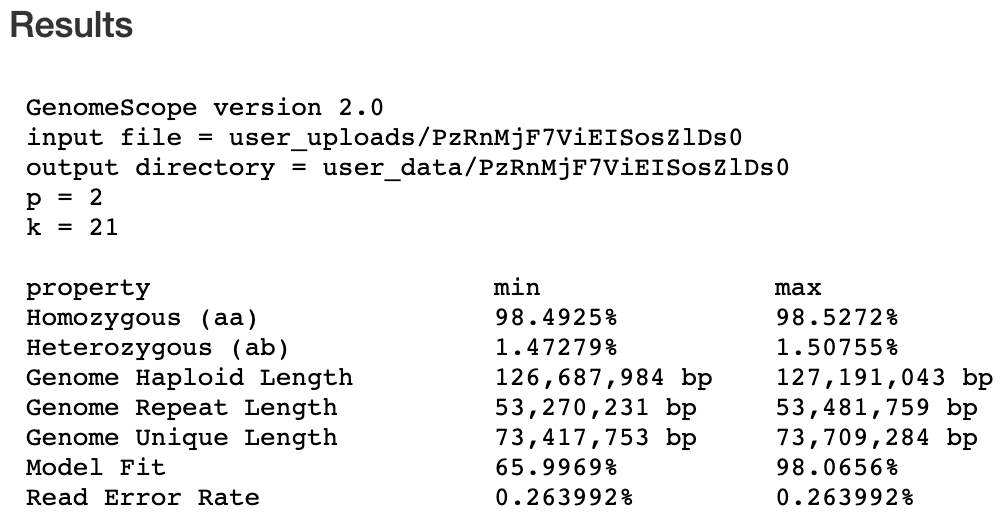 Results
GenomeScope version 2.0
input file = user_uploads/PzRnMjF7ViEISosZlDs0
output directory = user_data/PzRnMjF7ViEISosZlDs0
p = 2
k = 21
property min max
Homozygous (aa) 98.4925% 98.5272%
Heterozygous (ab) 1.47279% 1.50755%
Genome Haploid Length 126,687,984 bp 127,191,043 bp
Genome Repeat Length 53,270,231 bp 53,481,759 bp
Genome Unique Length 73,417,753 bp 73,709,284 bp
Model Fit 65.9969% 98.0656%
Read Error Rate 0.263992% 0.263992%